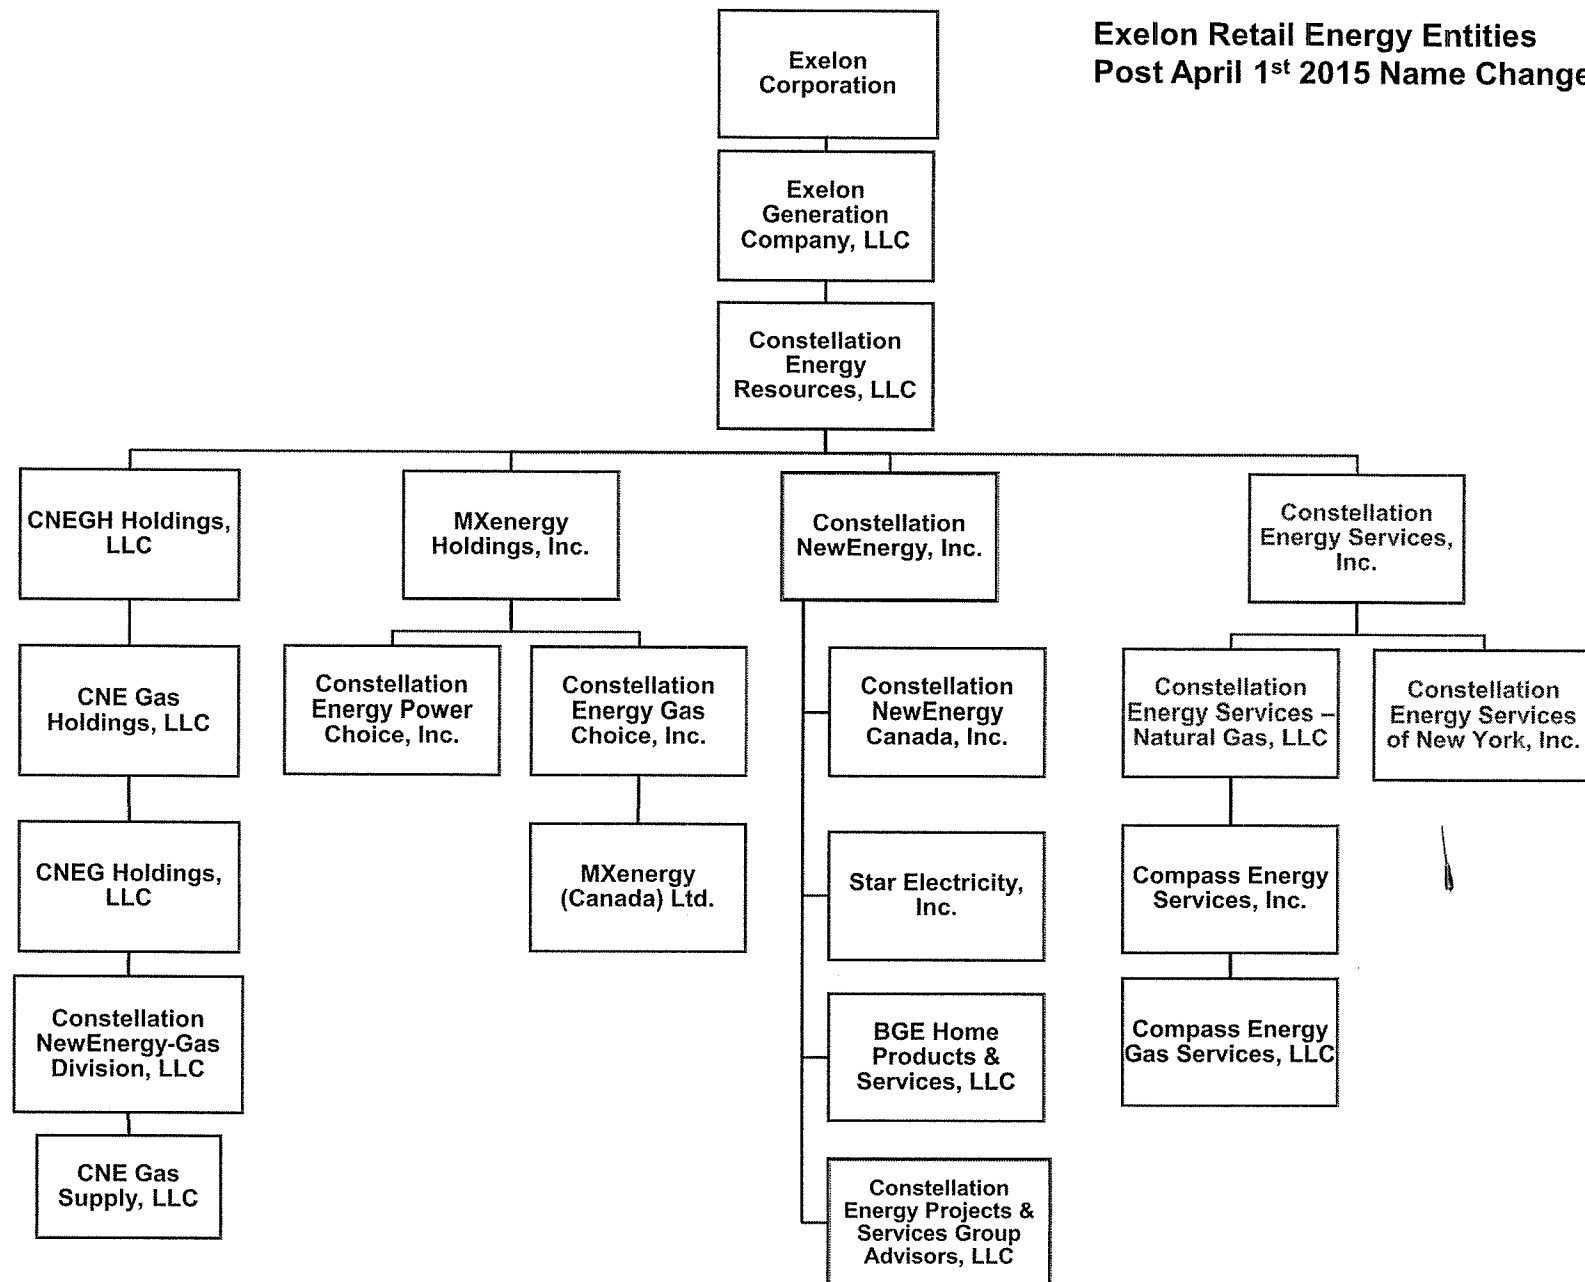 Exelon Retail Energy Entities
Post April 1st 2015 Name Change
Exelon
Corporation
Exelon
Generation
Company, LLC
Constellation
Energy
Resources, LLC
CNEGH Holdings,
LLC
MXenergy
Holdings, Inc.
Constellation
NewEnergy, Inc.
Constellation
Energy Services,
Inc.
CNE Gas
Holdings, LLC
Constellation
Energy Power
Choice, Inc.
Constellation
Energy Gas
Choice, Inc.
Constellation
NewEnergy
Canada, Inc.
Constellation
Energy Services –
Natural Gas, LLC
Constellation
Energy Services
of New York, Inc.
CNEG Holdings,
LLC
MXenergy
(Canada) Ltd.
Star Electricity,
Inc.
Compass Energy
Services, Inc.
Constellation
NewEnergy-Gas
Division, LLC
BGE Home
Products &
Services, LLC
Compass Energy
Gas Services, LLC
CNE Gas
Supply, LLC
Constellation
Energy Projects &
Services Group
Advisors, LLC